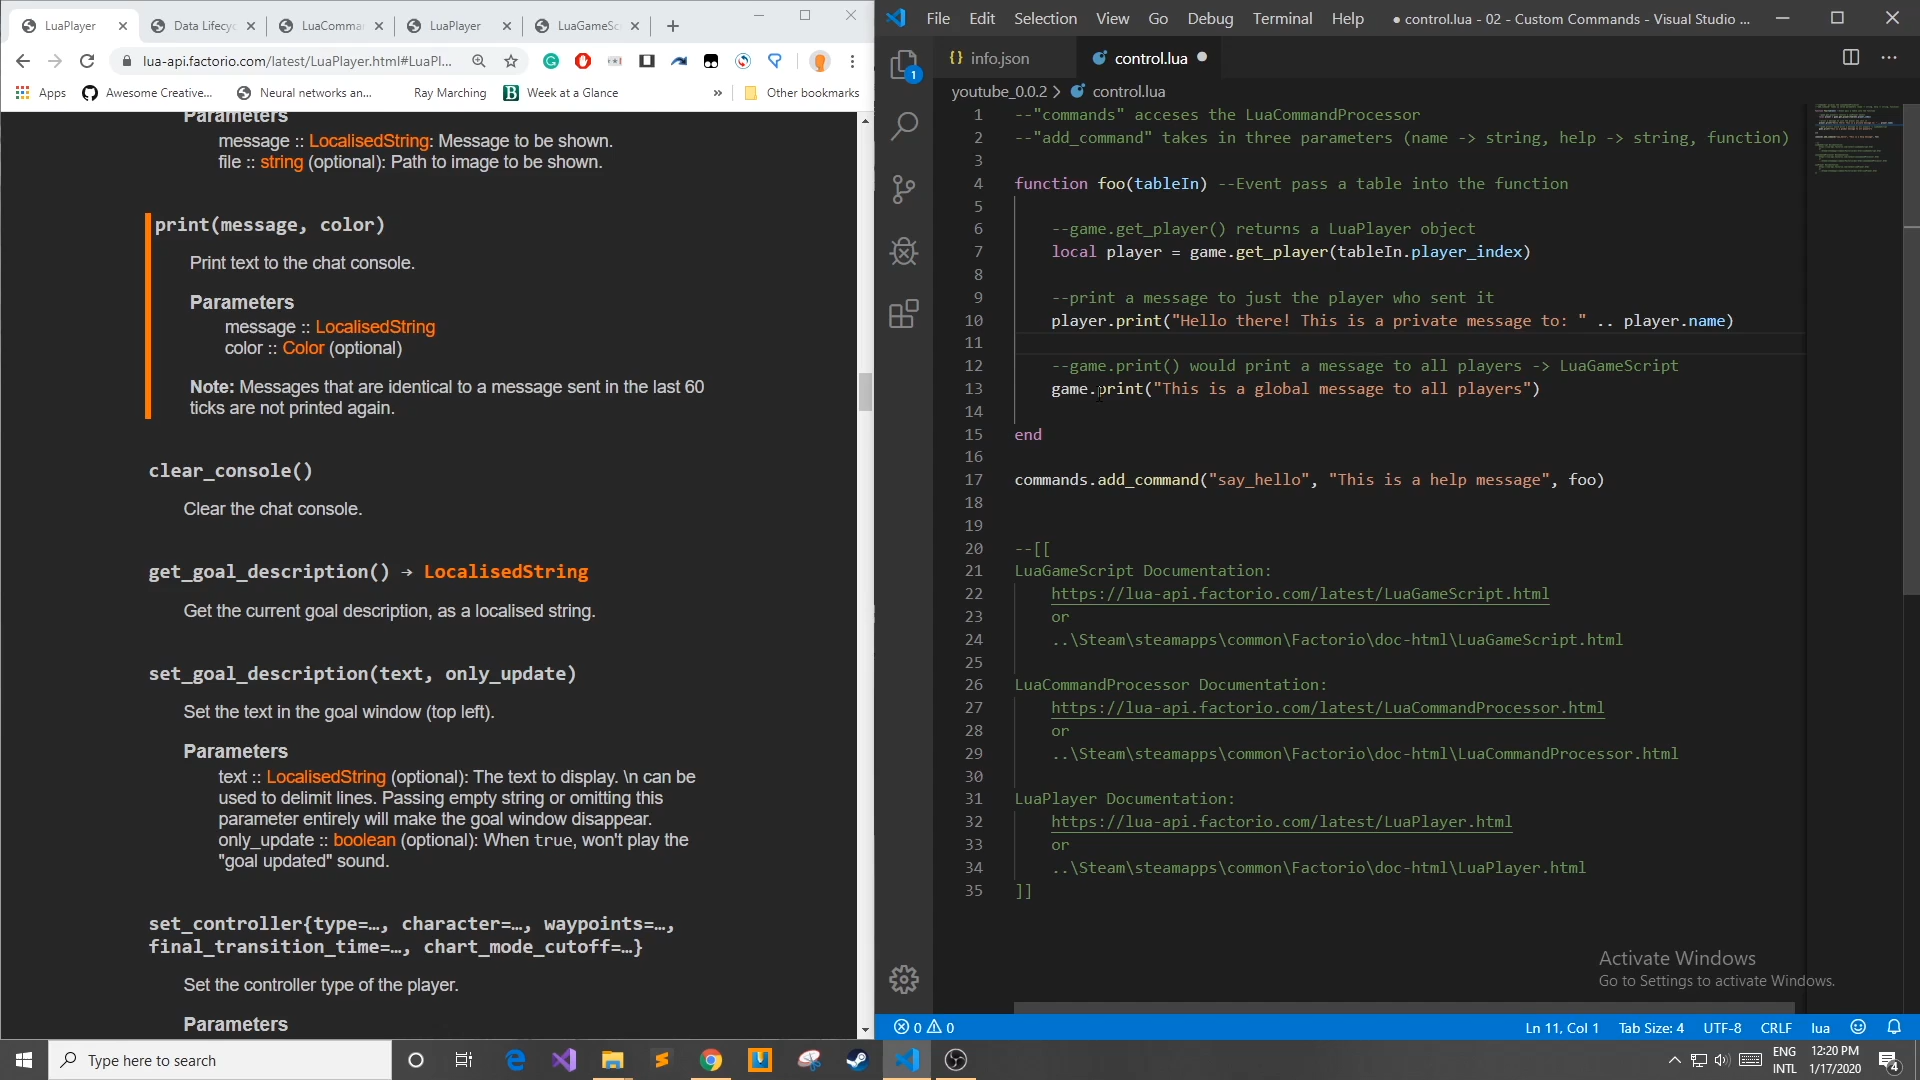 LuaPlayer
Data Lifecy
LuaComman
LuaPlayer
LuaGameSc
lua-api.factorio.com/latest/LuaPlayer.html#LuaPl...
Apps
Awesome Creative...
Neural networks an...
Ray Marching
Week at a Glance
»
Other bookmarks
Parameters
message :: LocalisedString: Message to be shown.
file :: string (optional): Path to image to be shown.
print(message, color)
Print text to the chat console.
Parameters
message :: LocalisedString
color :: Color (optional)
Note: Messages that are identical to a message sent in the last 60
ticks are not printed again.
clear_console()
Clear the chat console.
get_goal_description() → LocalisedString
Get the current goal description, as a localised string.
set_goal_description(text, only_update)
Set the text in the goal window (top left).
Parameters
text :: LocalisedString (optional): The text to display. \n can be
used to delimit lines. Passing empty string or omitting this
parameter entirely will make the goal window disappear.
only_update :: boolean (optional): When true, won't play the
"goal updated" sound.
set_controller{type=…, character=…, waypoints=…,
final_transition_time=…, chart_mode_cutoff=…}
Set the controller type of the player.
Parameters
File Edit Selection View Go Debug Terminal Help
● control.lua - 02 - Custom Commands - Visual Studio ...
{} info.json
control.lua
youtube_0.0.2 > control.lua
1 --"commands" acceses the LuaCommandProcessor
2 --"add_command" takes in three parameters (name -> string, help -> string, function)
3
4 function foo(tableIn) --Event pass a table into the function
5
6 --game.get_player() returns a LuaPlayer object
7 local player = game.get_player(tableIn.player_index)
8
9 --print a message to just the player who sent it
10 player.print("Hello there! This is a private message to: " .. player.name)
11
12 --game.print() would print a message to all players -> LuaGameScript
13 game.print("This is a global message to all players")
14
15 end
16
17 commands.add_command("say_hello", "This is a help message", foo)
18
19
20 --[[
21 LuaGameScript Documentation:
22 https://lua-api.factorio.com/latest/LuaGameScript.html
23 or
24 ..\Steam\steamapps\common\Factorio\doc-html\LuaGameScript.html
25
26 LuaCommandProcessor Documentation:
27 https://lua-api.factorio.com/latest/LuaCommandProcessor.html
28 or
29 ..\Steam\steamapps\common\Factorio\doc-html\LuaCommandProcessor.html
30
31 LuaPlayer Documentation:
32 https://lua-api.factorio.com/latest/LuaPlayer.html
33 or
34 ..\Steam\steamapps\common\Factorio\doc-html\LuaPlayer.html
35 ]]
Activate Windows
Go to Settings to activate Windows.
0 0
Ln 11, Col 1 Tab Size: 4 UTF-8 CRLF lua
Type here to search
ENG
INTL
12:20 PM
1/17/2020
4